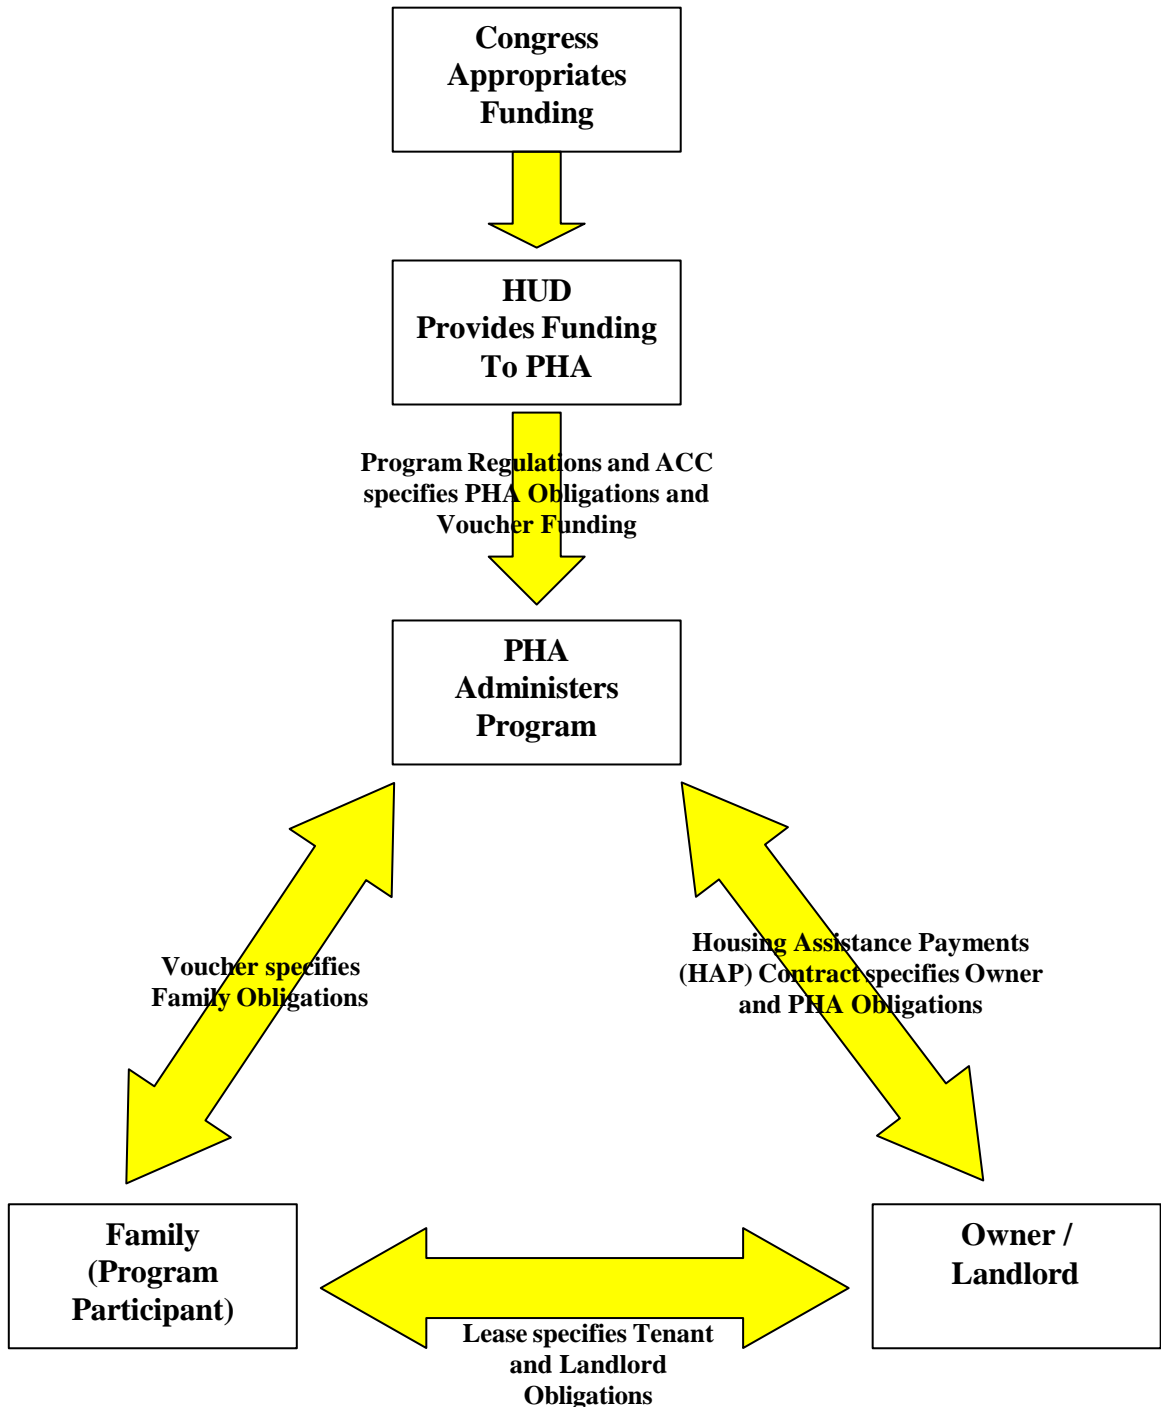 Congress
Appropriates
Funding
HUD
Provides Funding
To PHA
Program Regulations and ACC
specifies PHA Obligations and
Voucher Funding
PHA
Administers
Program
Voucher specifies
Family Obligations
Housing Assistance Payments
(HAP) Contract specifies Owner
and PHA Obligations
Family
(Program
Participant)
Owner /
Landlord
Lease specifies Tenant
and Landlord
Obligations